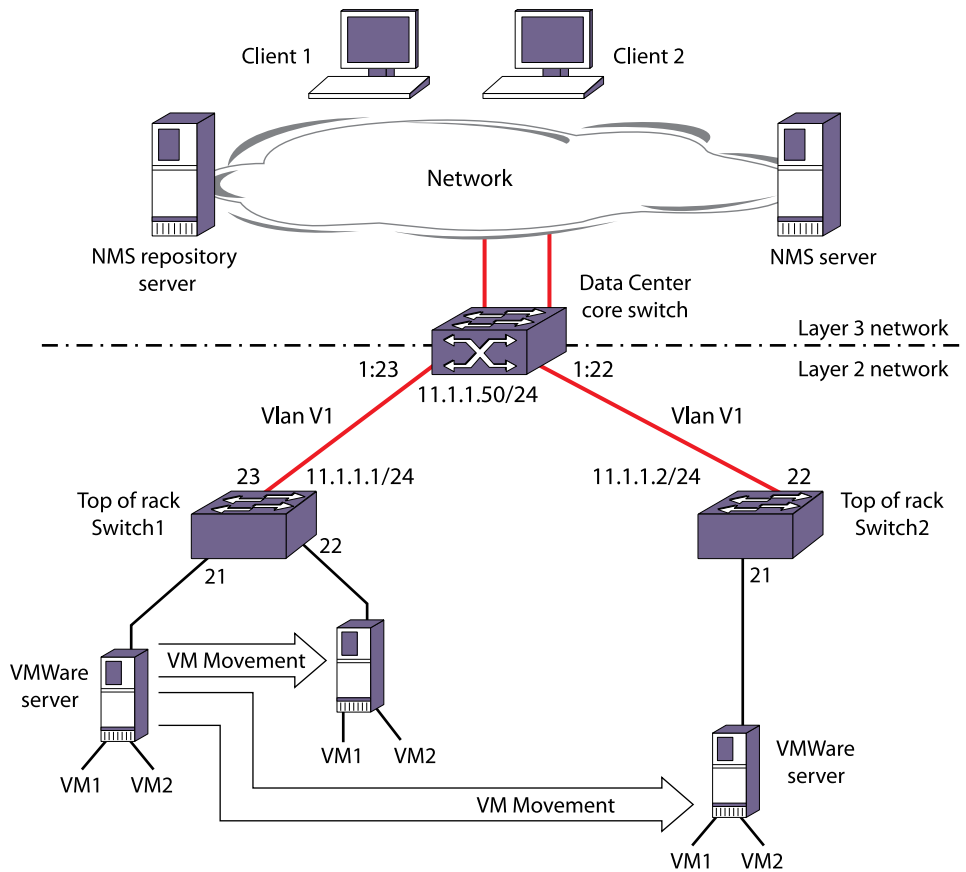 Client 1
Client 2
Network
NMS repository
server
NMS server
Data Center
core switch
Layer 3 network
1:23
1:22
Layer 2 network
11.1.1.50/24
Vlan V1
Vlan V1
23
11.1.1.1/24
11.1.1.2/24
22
Top of rack
Switch1
Top of rack
Switch2
22
21
21
VM Movement
VMWare
server
VM1
VM2
VM1
VM2
VMWare
server
VM Movement
VM1
VM2